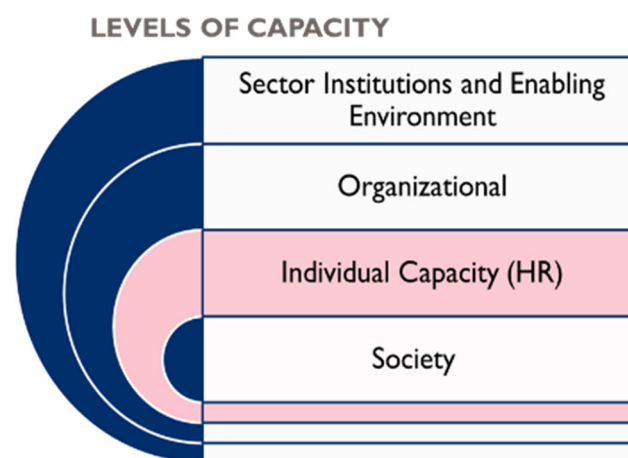 LEVELS OF CAPACITY
Sector Institutions and Enabling
Environment
Organizational
Individual Capacity (HR)
Society